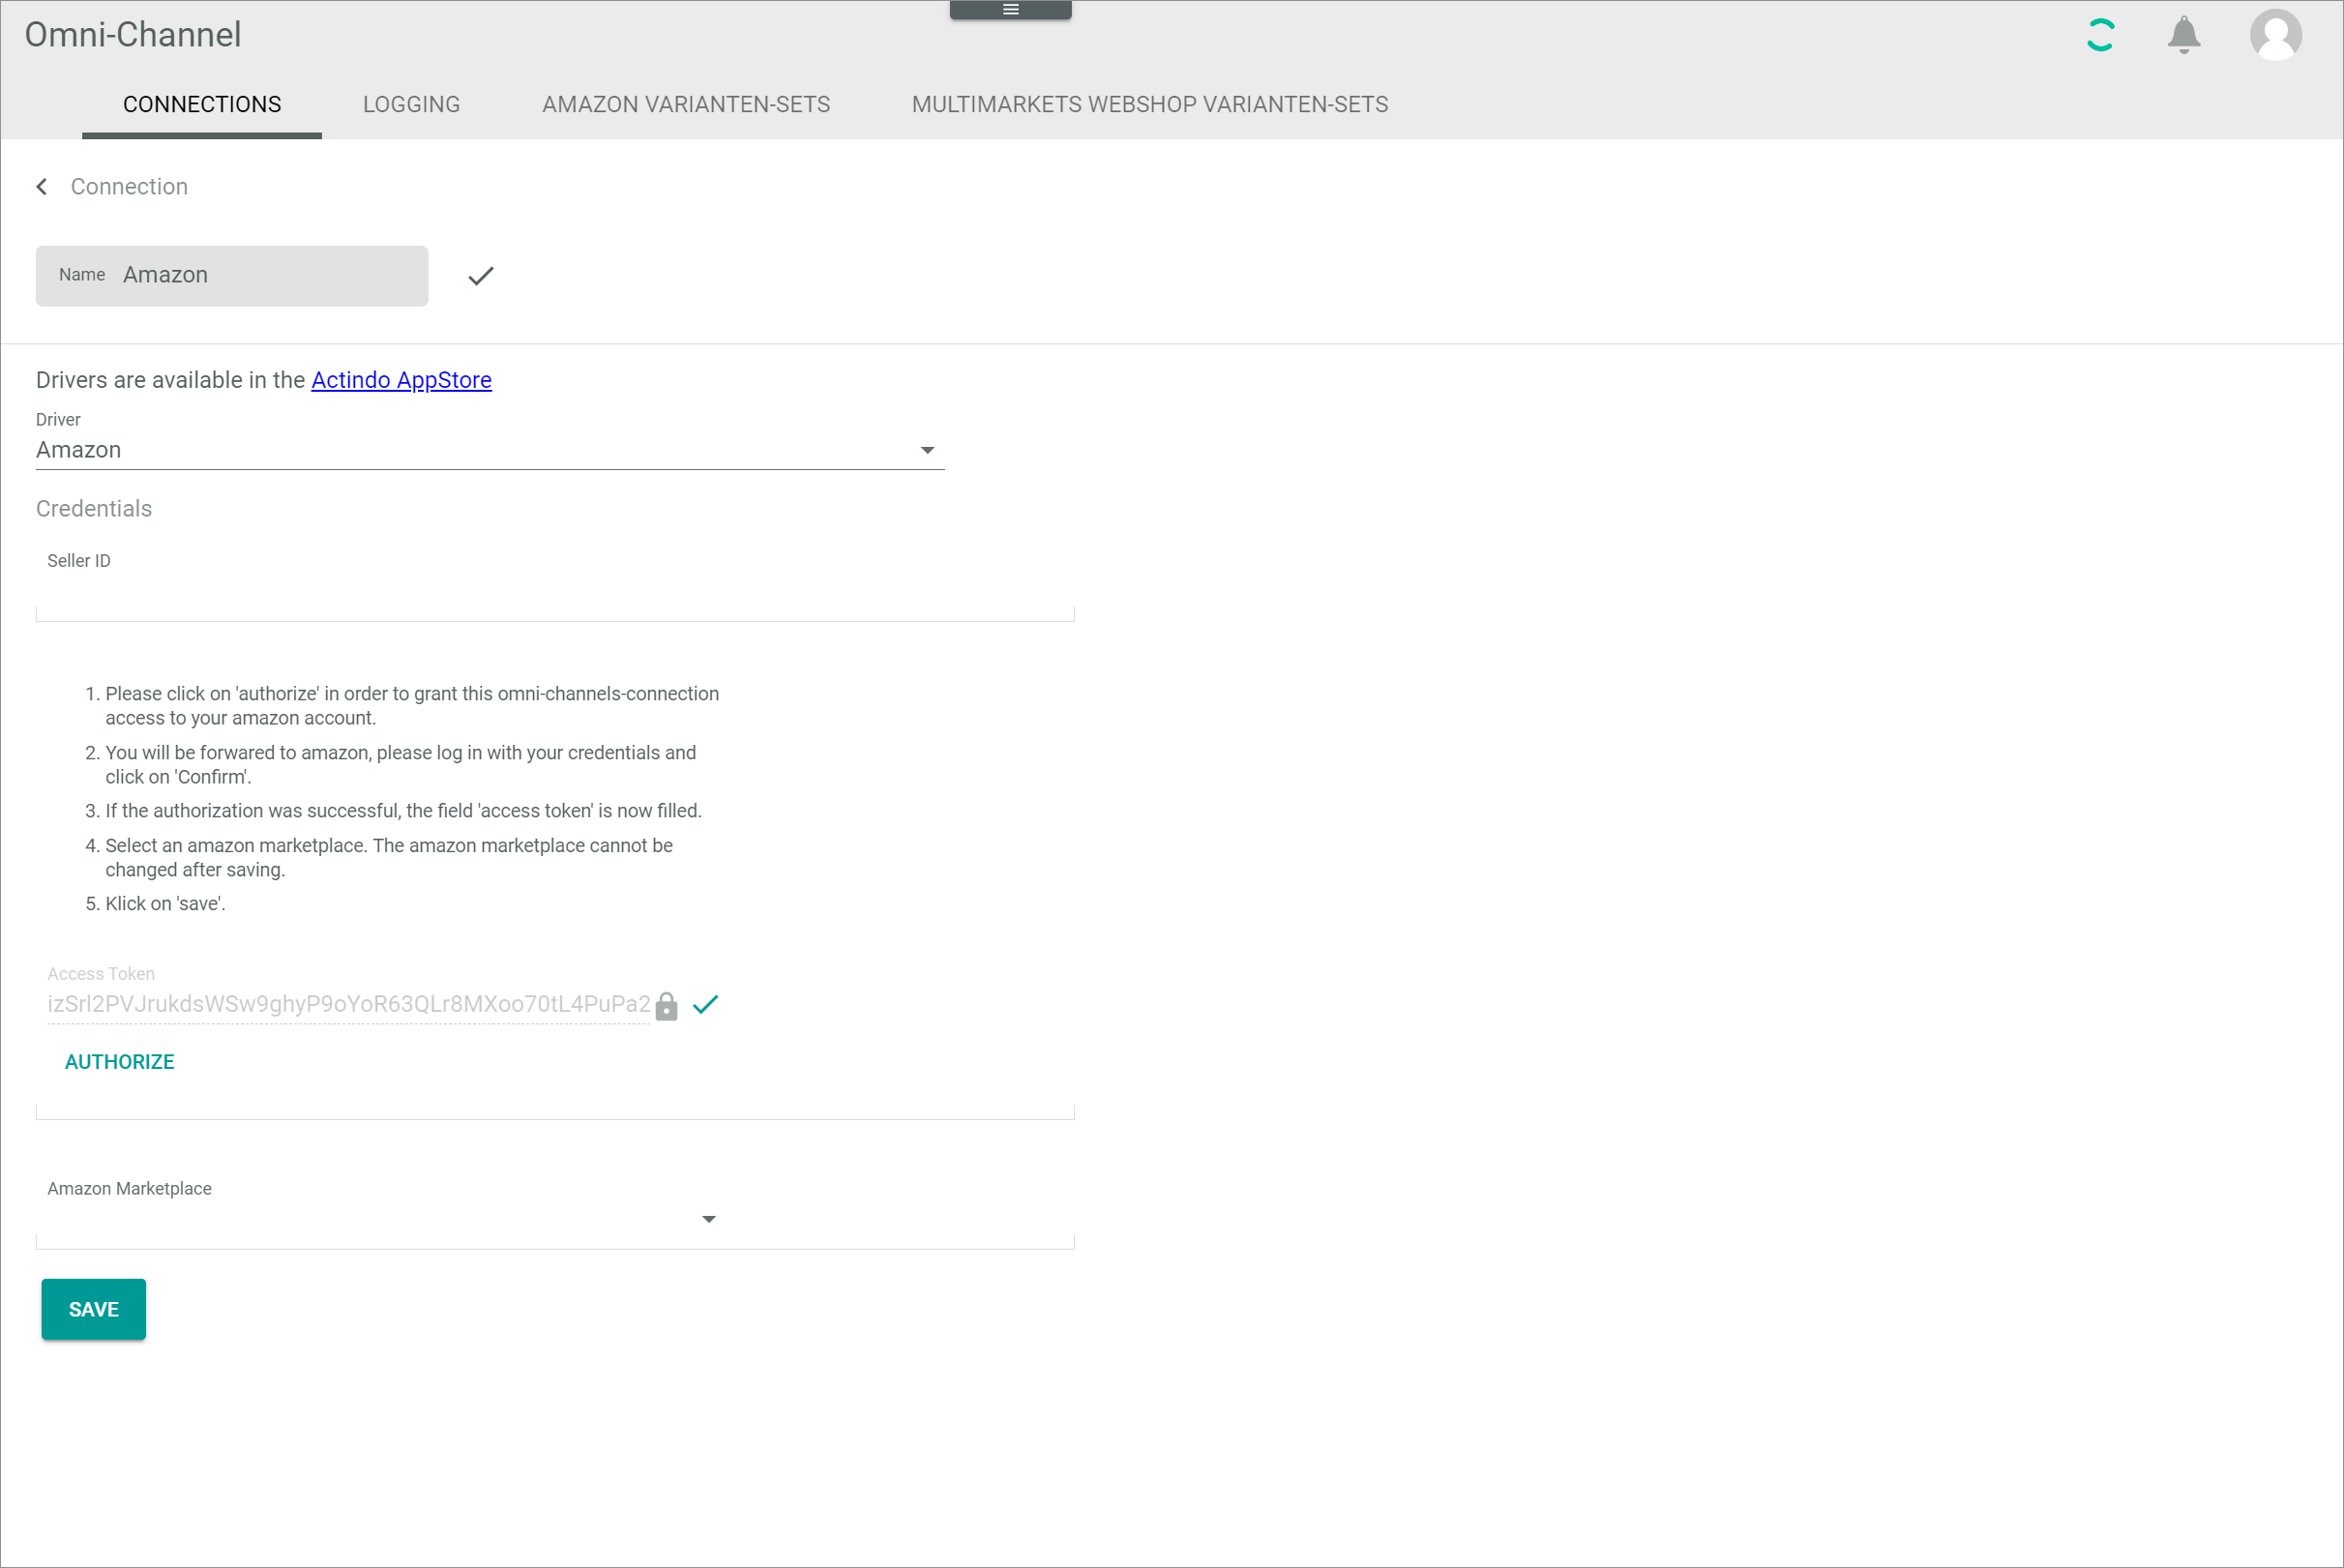 Omni-Channel
CONNECTIONS LOGGING AMAZON VARIANTEN-SETS MULTIMARKETS WEBSHOP VARIANTEN-SETS
Connection
Name Amazon
Drivers are available in the Actindo AppStore
Driver
Amazon
Credentials
Seller ID
1. Please click on 'authorize' in order to grant this omni-channels-connection
access to your amazon account.
2. You will be forwared to amazon, please log in with your credentials and
click on 'Confirm'.
3. If the authorization was successful, the field 'access token' is now filled.
4. Select an amazon marketplace. The amazon marketplace cannot be
changed after saving.
5. Klick on 'save'.
Access Token
izSrl2PVJrukdsWSw9ghyP9oYoR63QLr8MXoo70tL4PuPa2
AUTHORIZE
Amazon Marketplace
SAVE